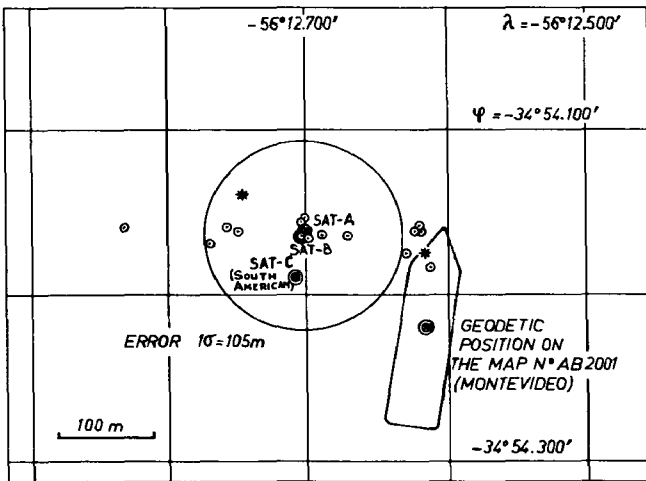 -56°12.700'
λ = -56°12.500'
φ = -34°54.100'
SAT-A
SAT-B
SAT-C
(SOUTH
AMERICAN)
ERROR 1σ=105m
GEODETIC
POSITION ON
THE MAP N° AB 2001
(MONTEVIDEO)
100 m
-34°54.300'